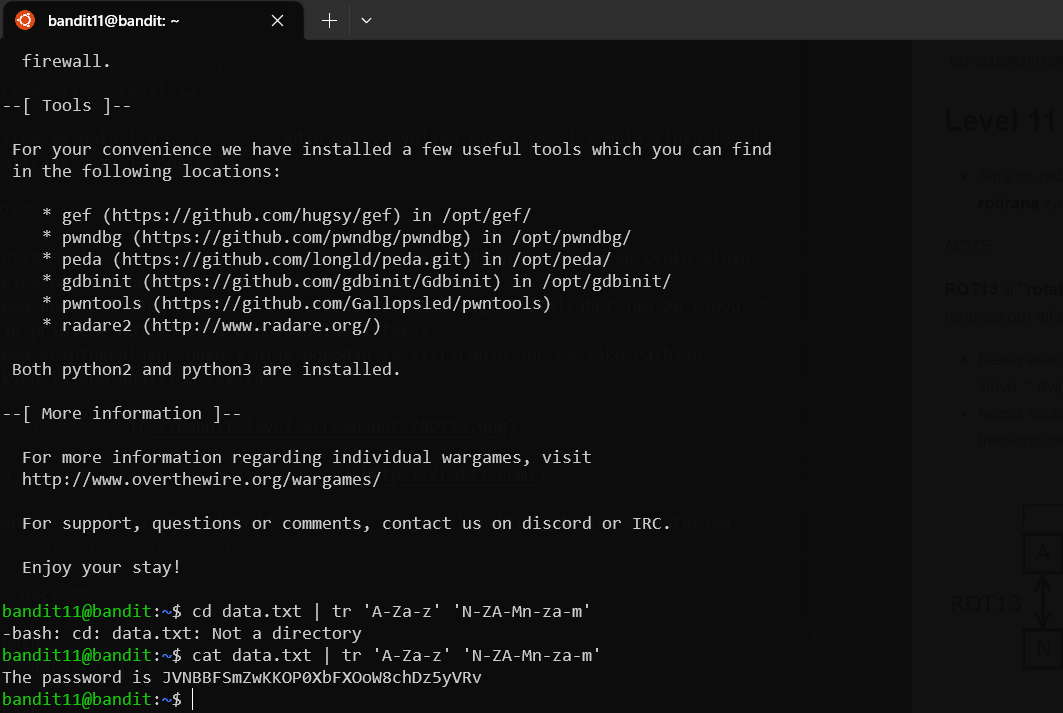 bandit11@bandit: ~
firewall.
--[ Tools ]--
For your convenience we have installed a few useful tools which you can find
in the following locations:
* gef (https://github.com/hugsy/gef) in /opt/gef/
* pwndbg (https://github.com/pwndbg/pwndbg) in /opt/pwndbg/
* peda (https://github.com/longld/peda.git) in /opt/peda/
* gdbinit (https://github.com/gdbinit/Gdbinit) in /opt/gdbinit/
* pwntools (https://github.com/Gallopsled/pwntools)
* radare2 (http://www.radare.org/)
Both python2 and python3 are installed.
--[ More information ]--
For more information regarding individual wargames, visit
http://www.overthewire.org/wargames/
For support, questions or comments, contact us on discord or IRC.
Enjoy your stay!
bandit11@bandit:~$ cd data.txt | tr 'A-Za-z' 'N-ZA-Mn-za-m'
-bash: cd: data.txt: Not a directory
bandit11@bandit:~$ cat data.txt | tr 'A-Za-z' 'N-ZA-Mn-za-m'
The password is JVNBBFSmZwKKOP0XbFXOoW8chDz5yVRv
bandit11@bandit:~$
Level 11
rotirana
NOTE
ROT13
ROT13
A
N